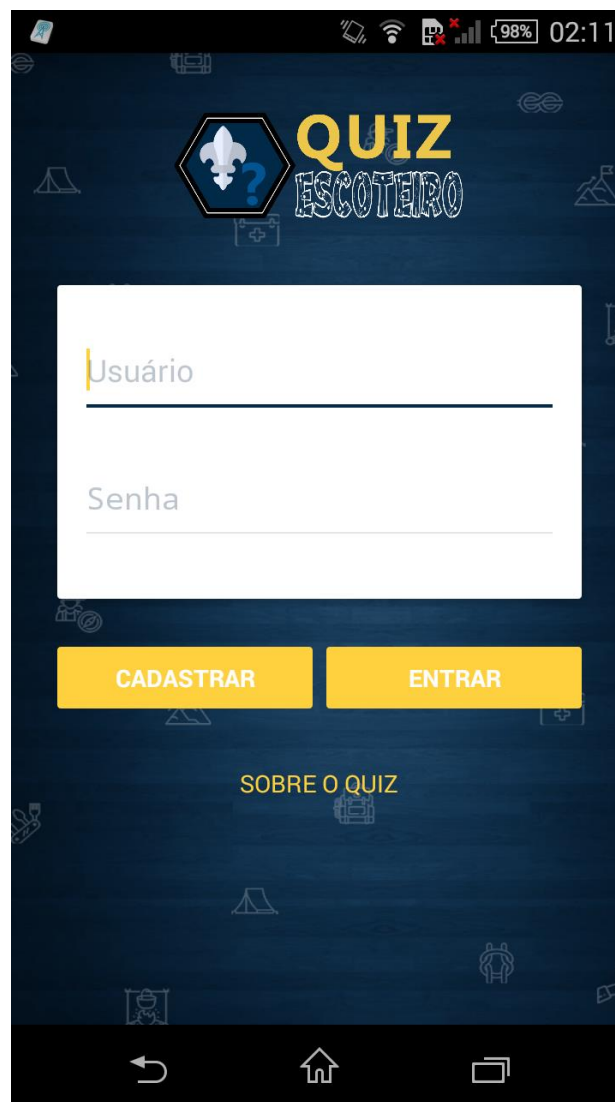 98% 02:11
QUIZ
ESCOTEIRO
Usuário
Senha
CADASTRAR ENTRAR
SOBRE O QUIZ